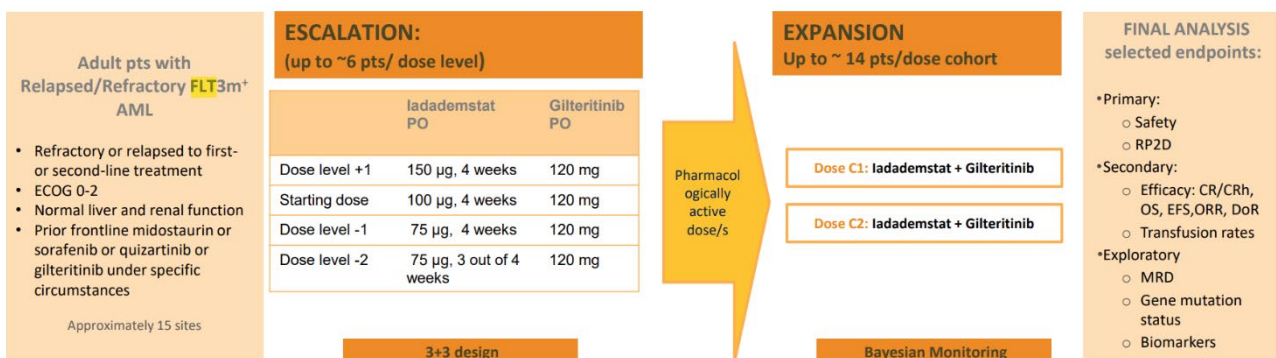 Adult pts with
Relapsed/Refractory FLT3m⁺
AML
• Refractory or relapsed to first-
or second-line treatment
• ECOG 0-2
• Normal liver and renal function
• Prior frontline midostaurin or
sorafenib or quizartinib or
gilteritinib under specific
circumstances
Approximately 15 sites
ESCALATION:
(up to ~6 pts/ dose level)
Iadademstat PO Gilteritinib PO
Dose level +1 150 µg, 4 weeks 120 mg
Starting dose 100 µg, 4 weeks 120 mg
Dose level -1 75 µg, 4 weeks 120 mg
Dose level -2 75 µg, 3 out of 4 weeks 120 mg
3+3 design
Pharmacol
ogically
active
dose/s
EXPANSION
Up to ~ 14 pts/dose cohort
Dose C1: Iadademstat + Gilteritinib
Dose C2: Iadademstat + Gilteritinib
Bayesian Monitoring
FINAL ANALYSIS
selected endpoints:
•Primary:
o Safety
o RP2D
•Secondary:
o Efficacy: CR/CRh,
OS, EFS,ORR, DoR
o Transfusion rates
•Exploratory
o MRD
o Gene mutation
status
o Biomarkers